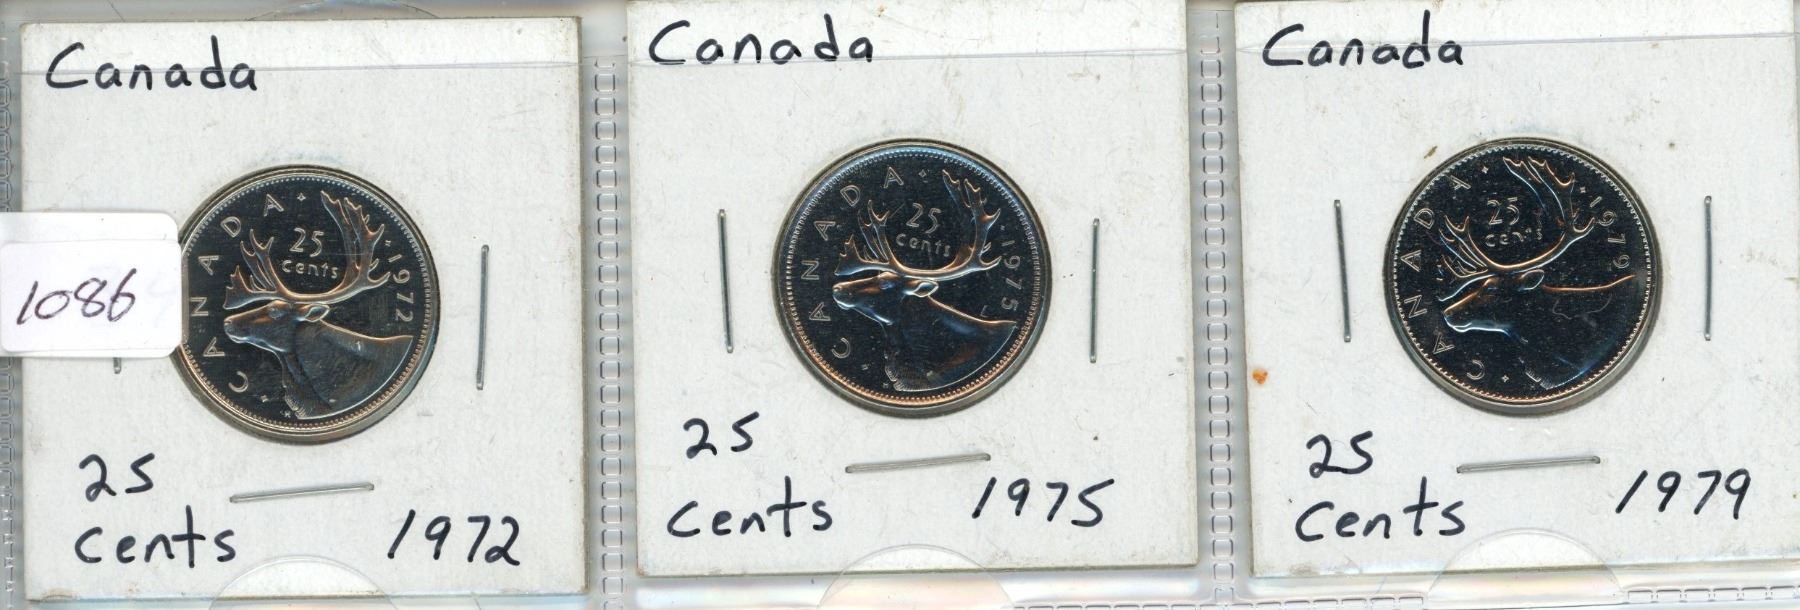 Canada
CANADA · 1972
25
cents
25
cents
1972
1086
Canada
CANADA · 1975
25
cents
25
cents
1975
Canada
CANADA · 1979
25
cents
25
cents
1979